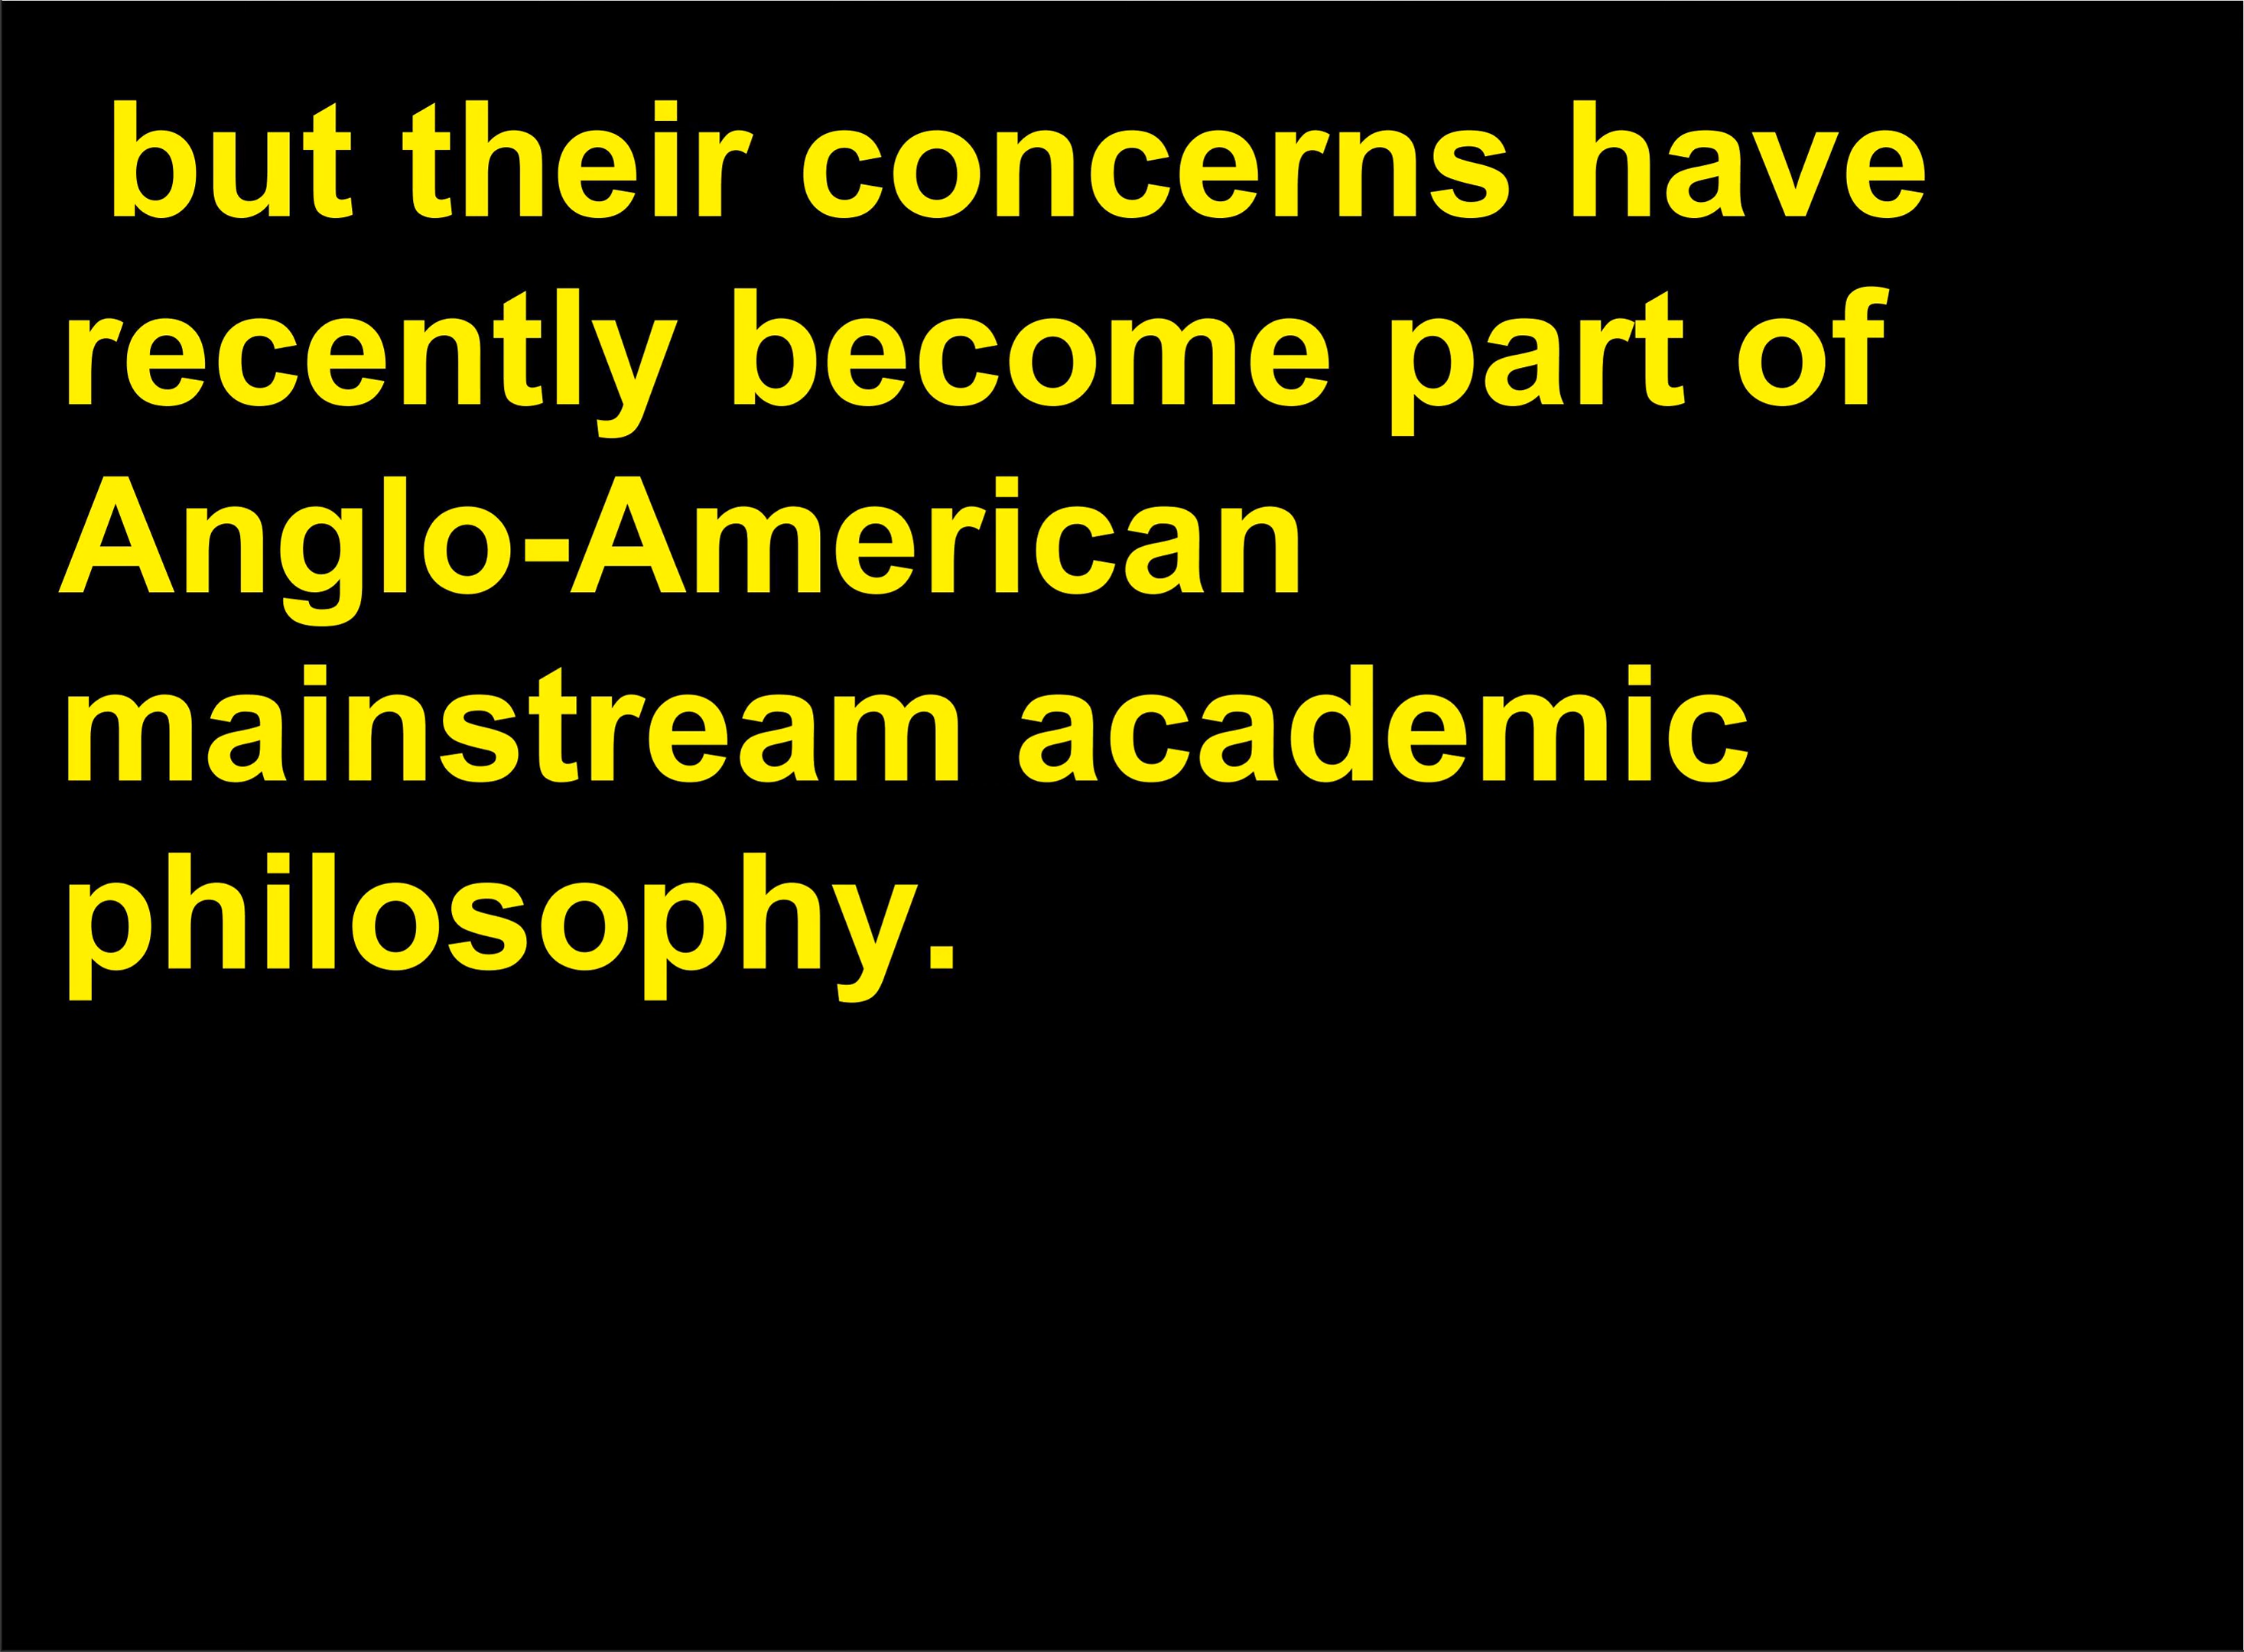 but their concerns have
recently become part of
Anglo-American
mainstream academic
philosophy.